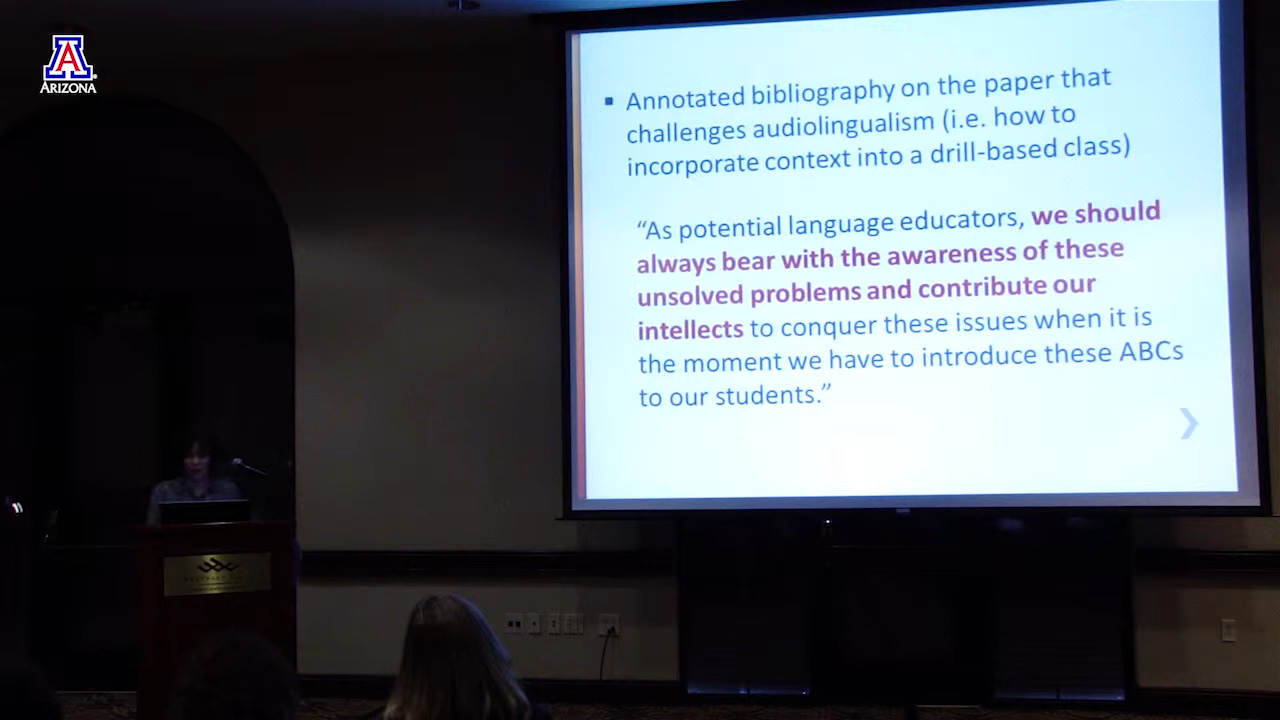 A
ARIZONA
▪ Annotated bibliography on the paper that
challenges audiolingualism (i.e. how to
incorporate context into a drill-based class)
“As potential language educators, we should
always bear with the awareness of these
unsolved problems and contribute our
intellects to conquer these issues when it is
the moment we have to introduce these ABCs
to our students.”